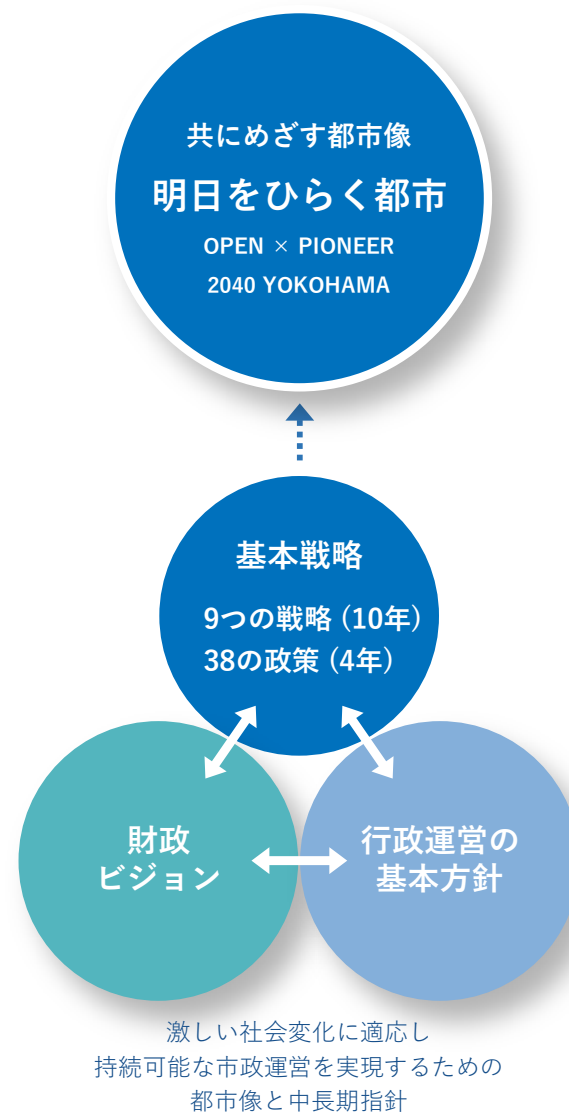 共にめざす都市像
明日をひらく都市
OPEN × PIONEER
2040 YOKOHAMA
基本戦略
9つの戦略 (10年)
38の政策 (4年)
財政
ビジョン
行政運営の
基本方針
激しい社会変化に適応し
持続可能な市政運営を実現するための
都市像と中長期指針